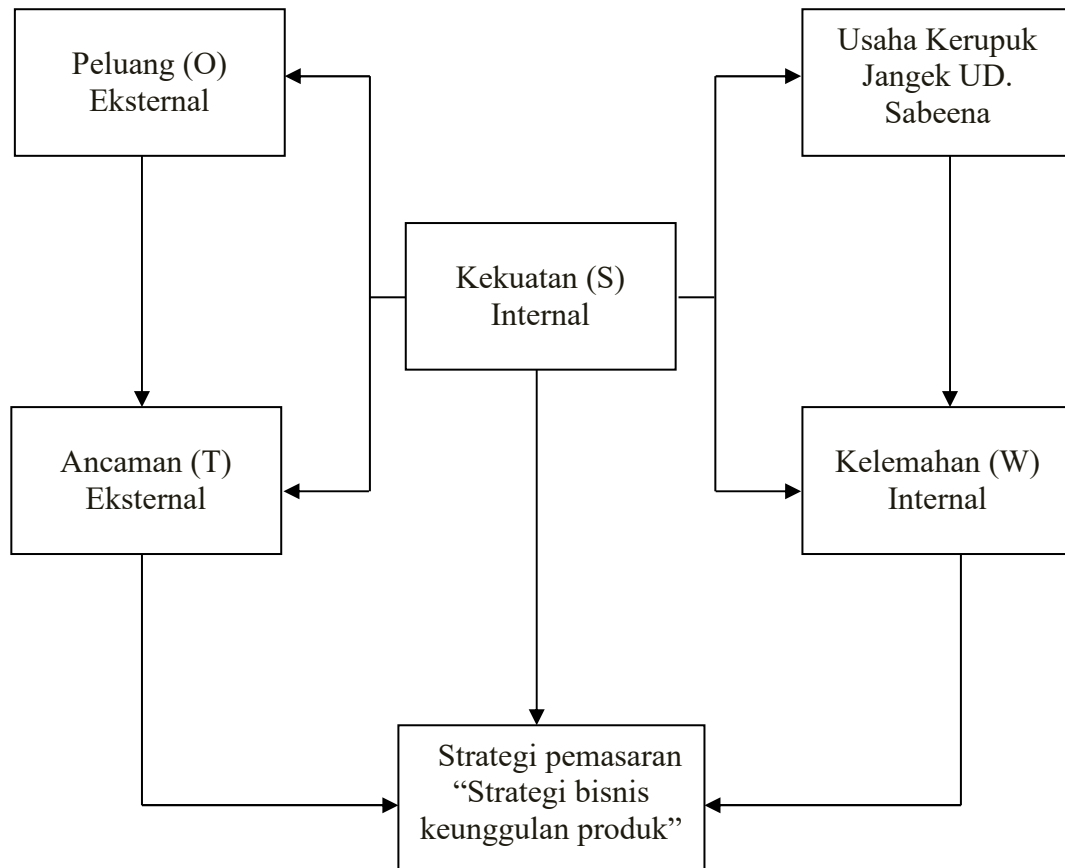 Peluang (O)
Eksternal
Usaha Kerupuk
Jangek UD.
Sabeena
Kekuatan (S)
Internal
Ancaman (T)
Eksternal
Kelemahan (W)
Internal
Strategi pemasaran
“Strategi bisnis
keunggulan produk”